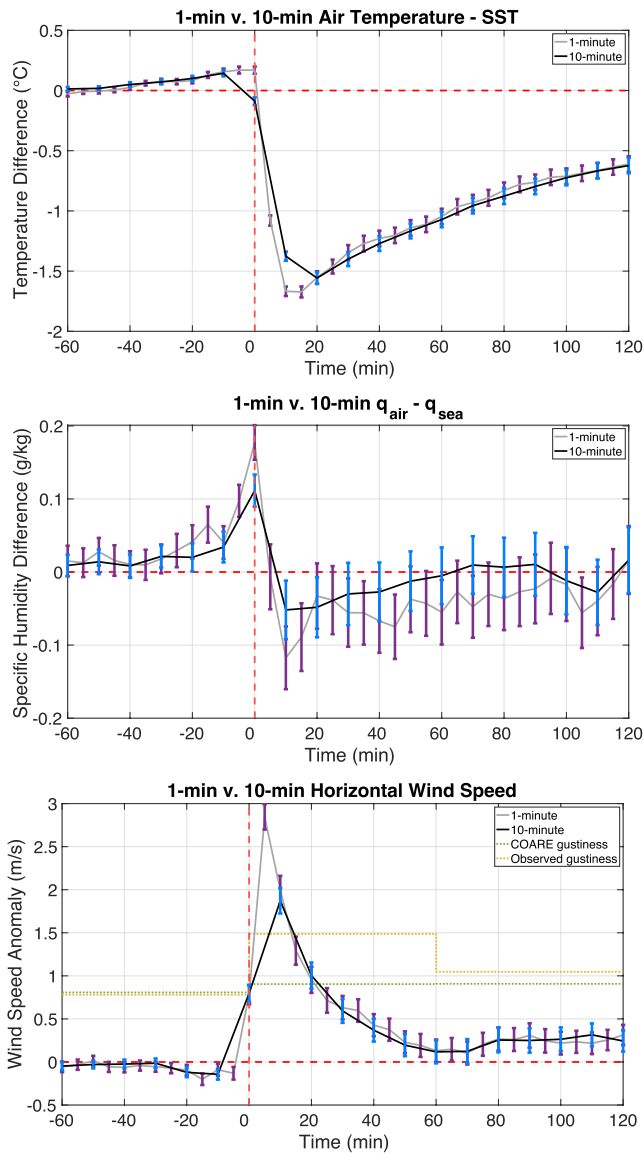 1-min v. 10-min Air Temperature - SST
Temperature Difference (°C)
0.5
0
-0.5
-1
-1.5
-2
1-minute
10-minute
-60 -40 -20 0 20 40 60 80 100 120
Time (min)
1-min v. 10-min qair - qsea
Specific Humidity Difference (g/kg)
0.2
0.1
0
-0.1
-0.2
1-minute
10-minute
-60 -40 -20 0 20 40 60 80 100 120
Time (min)
1-min v. 10-min Horizontal Wind Speed
Wind Speed Anomaly (m/s)
3
2.5
2
1.5
1
0.5
0
-0.5
1-minute
10-minute
COARE gustiness
Observed gustiness
-60 -40 -20 0 20 40 60 80 100 120
Time (min)